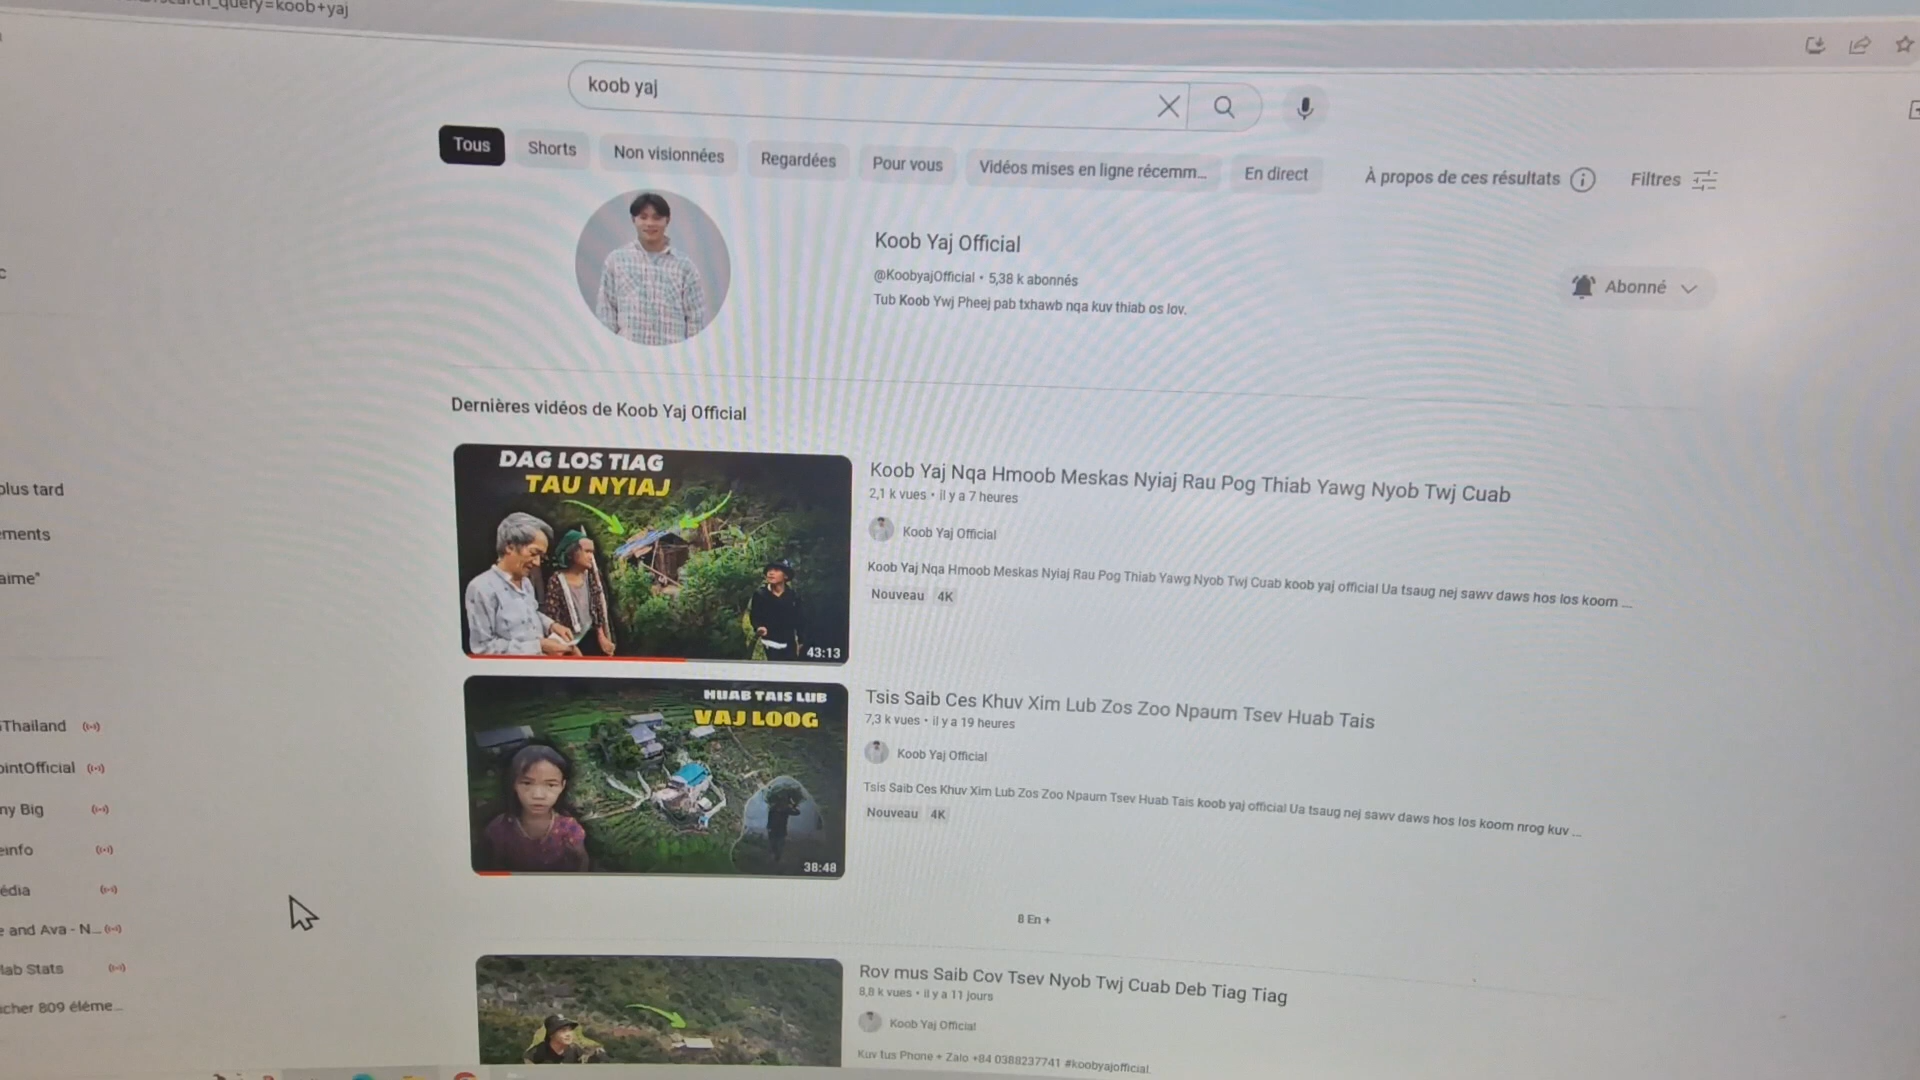 search_query=koob+yaj
koob yaj
Tous
Shorts
Non visionnées
Regardées
Pour vous
Vidéos mises en ligne récemm...
En direct
À propos de ces résultats
Filtres
Koob Yaj Official
@KoobyajOfficial • 5,38 k abonnés
Tub Koob Ywj Pheej pab txhawb nqa kuv thiab os lov.
Abonné
Dernières vidéos de Koob Yaj Official
DAG LOS TIAG
TAU NYIAJ
43:13
Koob Yaj Nqa Hmoob Meskas Nyiaj Rau Pog Thiab Yawg Nyob Twj Cuab
2,1 k vues • il y a 7 heures
Koob Yaj Official
Koob Yaj Nqa Hmoob Meskas Nyiaj Rau Pog Thiab Yawg Nyob Twj Cuab koob yaj official Ua tsaug nej sawv daws hos los koom ...
Nouveau 4K
HUAB TAIS LUB
VAJ LOOG
38:48
Tsis Saib Ces Khuv Xim Lub Zos Zoo Npaum Tsev Huab Tais
7,3 k vues • il y a 19 heures
Koob Yaj Official
Tsis Saib Ces Khuv Xim Lub Zos Zoo Npaum Tsev Huab Tais koob yaj official Ua tsaug nej sawv daws hos los koom nrog kuv ...
Nouveau 4K
8 En +
Rov mus Saib Cov Tsev Nyob Twj Cuab Deb Tiag Tiag
8,8 k vues • il y a 11 jours
Koob Yaj Official
Kuv tus Phone + Zalo +84 0388237741 #koobyajofficial.
plus tard
ments
aime"
Thailand
ointOfficial
ny Big
einfo
édia
e and Ava - N...
lab Stats
icher 809 éléme...